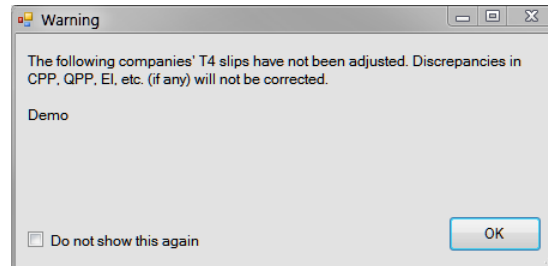 Warning
The following companies' T4 slips have not been adjusted. Discrepancies in
CPP, QPP, EI, etc. (if any) will not be corrected.
Demo
Do not show this again
OK